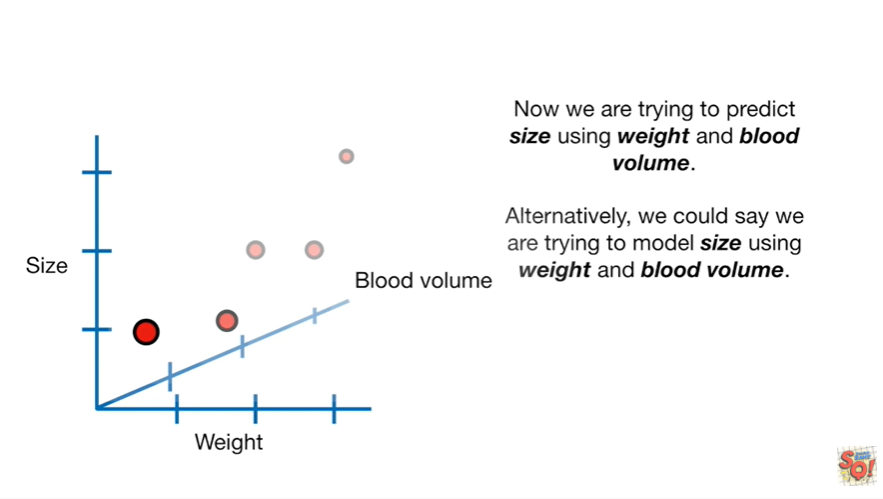 Now we are trying to predict
size using weight and blood
volume.
Alternatively, we could say we
are trying to model size using
weight and blood volume.
Size
Blood volume
Weight
SQ!